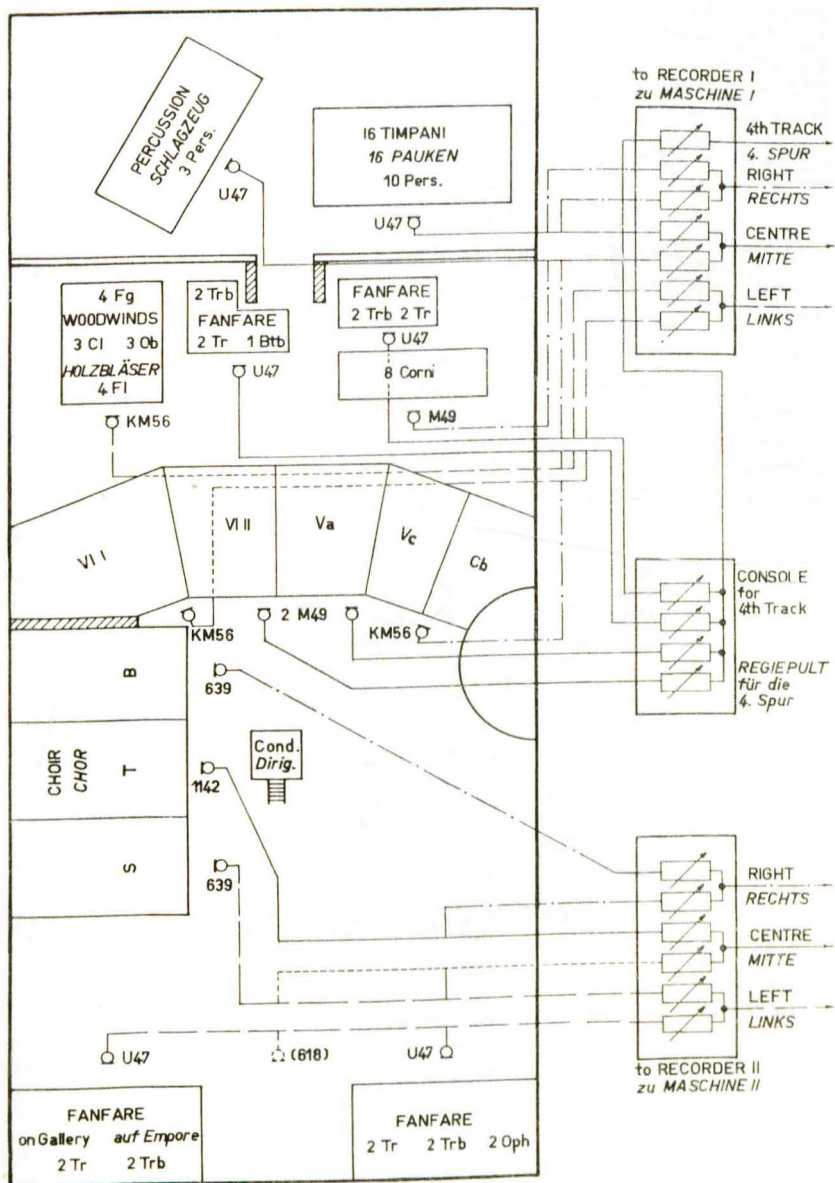 PERCUSSION
SCHLAGZEUG
3 Pers.
U47
16 TIMPANI
16 PAUKEN
10 Pers.
U47
4 Fg
WOODWINDS
3 Cl 3 Ob
HOLZBLÄSER
4 Fl
KM56
2 Trb
FANFARE
2 Tr 1 Btb
U47
FANFARE
2 Trb 2 Tr
U47
8 Corni
M49
Vl I
Vl II
Va
Vc
Cb
KM56
2 M49
KM56
CHOIR
CHOR
B
T
S
639
1142
639
Cond.
Dirig.
U47
(618)
U47
FANFARE
on Gallery auf Empore
2 Tr 2 Trb
FANFARE
2 Tr 2 Trb 2 Oph
to RECORDER I
zu MASCHINE I
4th TRACK
4. SPUR
RIGHT
RECHTS
CENTRE
MITTE
LEFT
LINKS
CONSOLE
for
4th Track
REGIEPULT
für die
4. Spur
RIGHT
RECHTS
CENTRE
MITTE
LEFT
LINKS
to RECORDER II
zu MASCHINE II